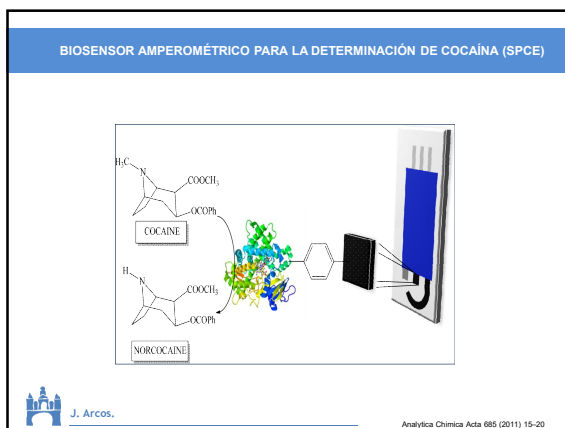 BIOSENSOR AMPEROMÉTRICO PARA LA DETERMINACIÓN DE COCAÍNA (SPCE)
H₃C
N
COOCH₃
OCOPh
COCAINE
H
N
COOCH₃
OCOPh
NORCOCAINE
J. Arcos.
Analytica Chimica Acta 685 (2011) 15–20